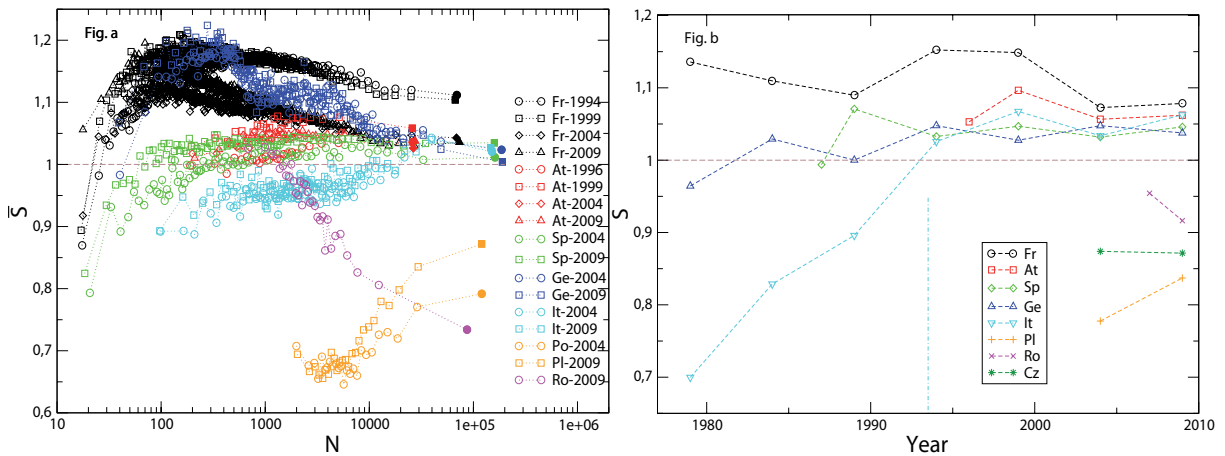 Fig. a
1,2
1,1
1
0,9
0,8
0,7
0,6
S
10
100
1000
10000
1e+05
1e+06
N
Fr-1994
Fr-1999
Fr-2004
Fr-2009
At-1996
At-1999
At-2004
At-2009
Sp-2004
Sp-2009
Ge-2004
Ge-2009
It-2004
It-2009
Po-2004
Pl-2009
Ro-2009
Fig. b
S
1,2
1,1
1
0,9
0,8
0,7
S
1980
1990
2000
2010
Year
Fr
At
Sp
Ge
It
Pl
Ro
Cz